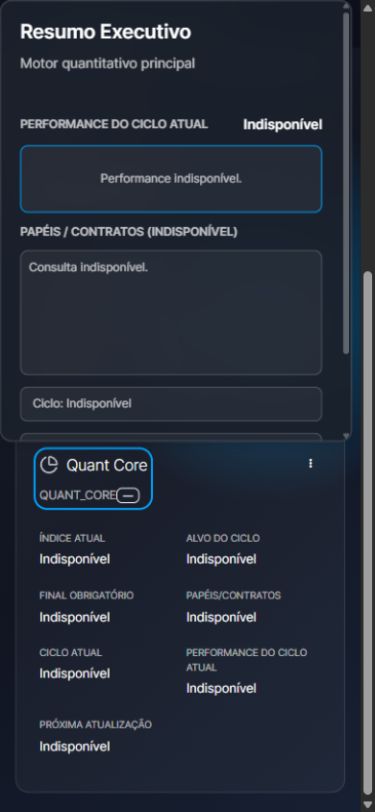 Resumo Executivo
Motor quantitativo principal
PERFORMANCE DO CICLO ATUAL Indisponível
Performance indisponível.
PAPÉIS / CONTRATOS (INDISPONÍVEL)
Consulta indisponível.
Ciclo: Indisponível
Quant Core
QUANT_CORE
ÍNDICE ATUAL
Indisponível
ALVO DO CICLO
Indisponível
FINAL OBRIGATÓRIO
Indisponível
PAPÉIS/CONTRATOS
Indisponível
CICLO ATUAL
Indisponível
PERFORMANCE DO CICLO
ATUAL
Indisponível
PRÓXIMA ATUALIZAÇÃO
Indisponível